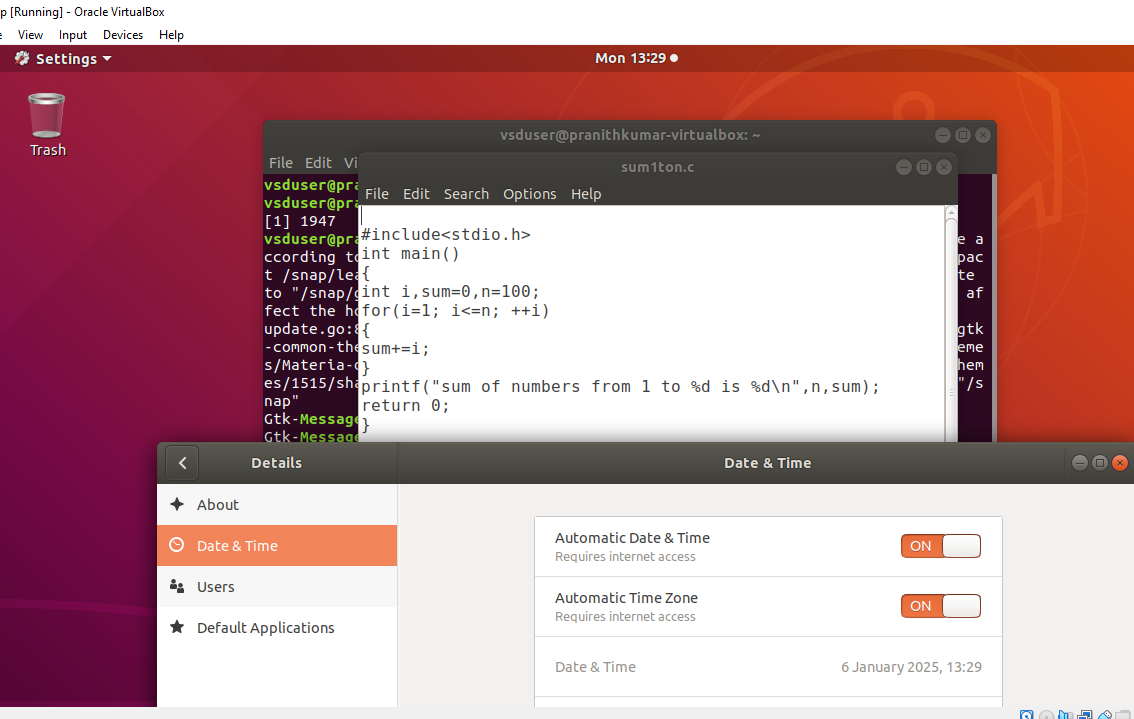 p [Running] - Oracle VirtualBox
View Input Devices Help
Settings
Mon 13:29
Trash
vsduser@pranithkumar-virtualbox: ~
File Edit Vi
sum1ton.c
File Edit Search Options Help
vsduser@pra
vsduser@pra
[1] 1947
vsduser@pra
e a
ccording to
pac
t /snap/lea
te
to "/snap/g
af
fect the ho
update.go:8
gtk
-common-the
eme
s/Materia-c
hem
es/1515/sha
"/s
nap"
Gtk-Message
Gtk-Message
#include<stdio.h>
int main()
{
int i,sum=0,n=100;
for(i=1; i<=n; ++i)
{
sum+=i;
}
printf("sum of numbers from 1 to %d is %d\n",n,sum);
return 0;
}
Details
Date & Time
About
Date & Time
Users
Default Applications
Automatic Date & Time
Requires internet access
ON
Automatic Time Zone
Requires internet access
ON
Date & Time
6 January 2025, 13:29